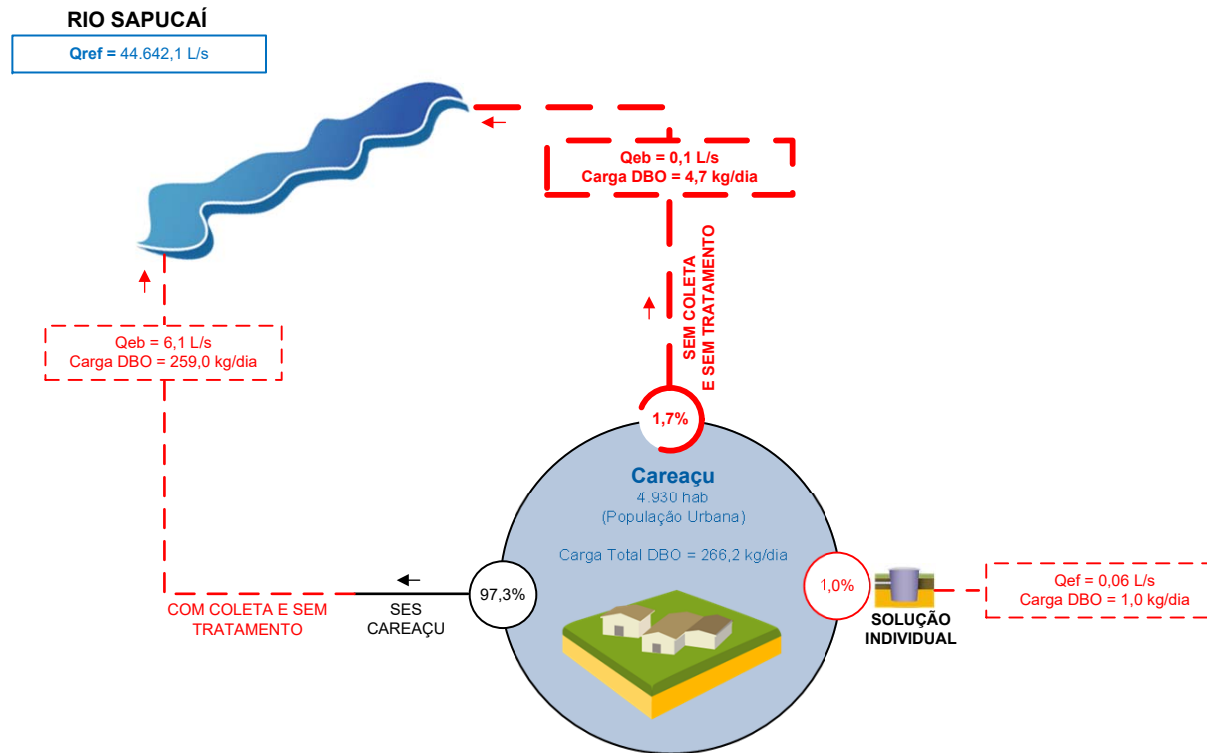 RIO SAPUCAÍ
Qref = 44.642,1 L/s
Qeb = 0,1 L/s
Carga DBO = 4,7 kg/dia
SEM COLETA
E SEM TRATAMENTO
Qeb = 6,1 L/s
Carga DBO = 259,0 kg/dia
1,7%
Careaçu
4.930 hab
(População Urbana)
Carga Total DBO = 266,2 kg/dia
97,3%
1,0%
COM COLETA E SEM
TRATAMENTO
SES
CAREAÇU
SOLUÇÃO
INDIVIDUAL
Qef = 0,06 L/s
Carga DBO = 1,0 kg/dia